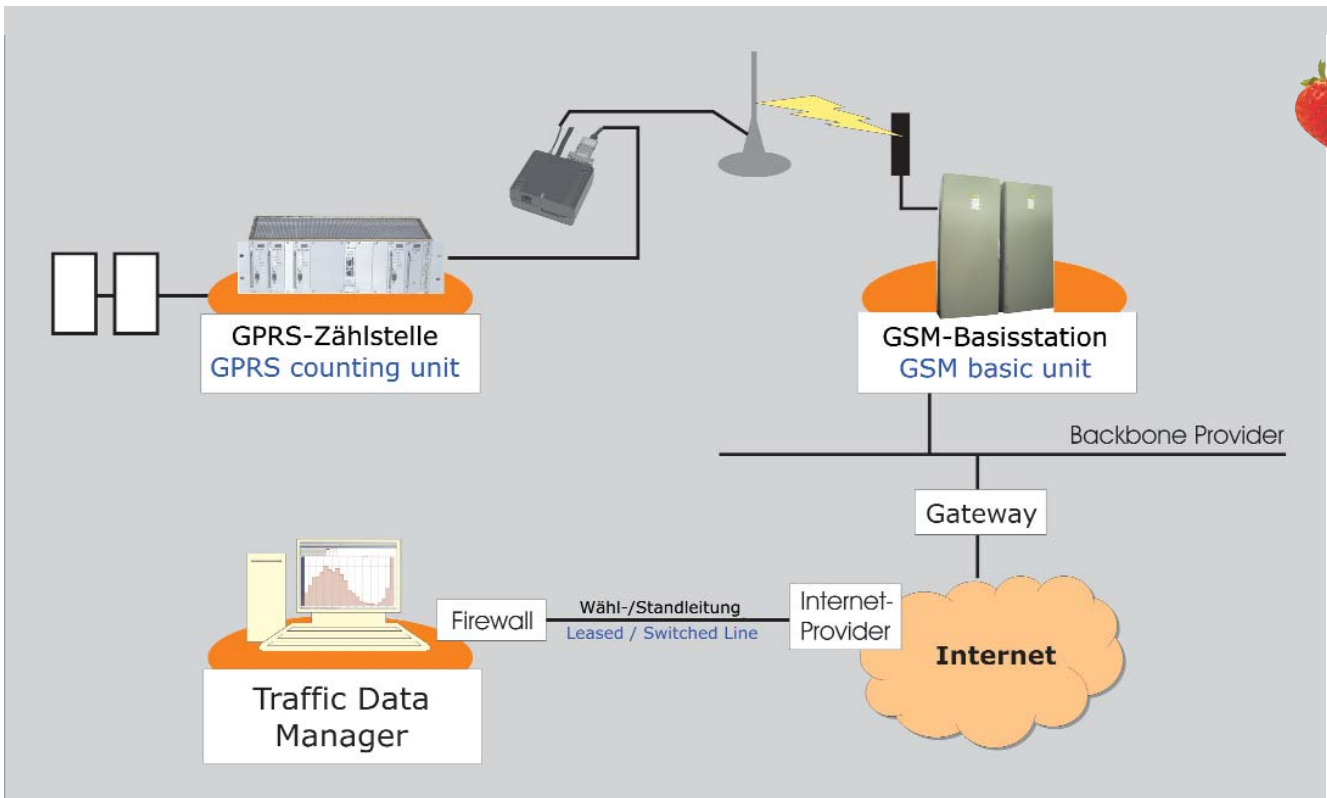 GPRS-Zählstelle
GPRS counting unit
GSM-Basisstation
GSM basic unit
Backbone Provider
Gateway
Internet-
Provider
Internet
Wähl-/Standleitung
Leased / Switched Line
Firewall
Traffic Data
Manager